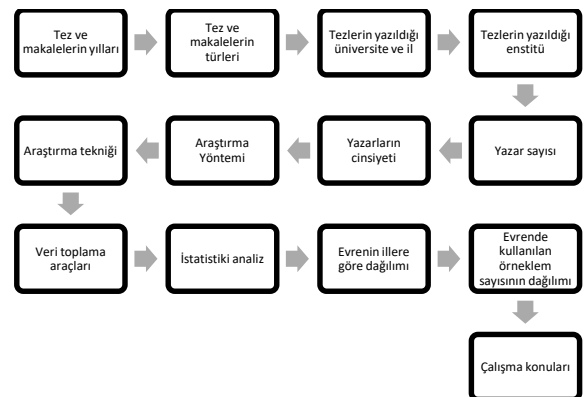 Tez ve
makalelerin yılları
Tez ve
makalelerin
türleri
Tezlerin yazıldığı
üniversite ve il
Tezlerin yazıldığı
enstitü
Yazar sayısı
Yazarların
cinsiyeti
Araştırma
Yöntemi
Araştırma tekniği
Veri toplama
araçları
İstatistiki analiz
Evrenin illere
göre dağılımı
Evrende
kullanılan
örneklem
sayısının dağılımı
Çalışma konuları